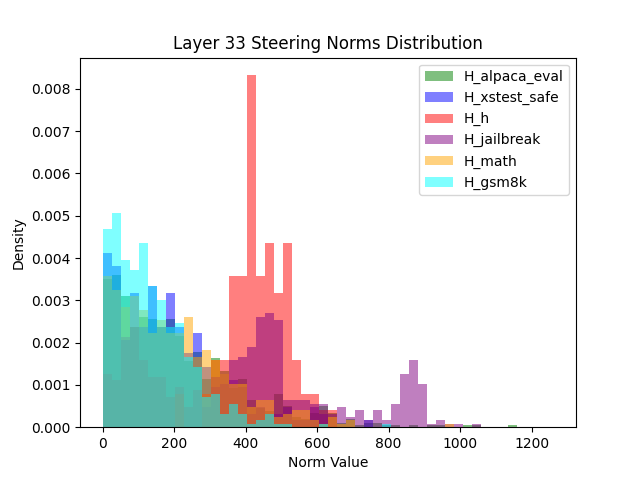 Layer 33 Steering Norms Distribution
H_alpaca_eval
H_xstest_safe
H_h
H_jailbreak
H_math
H_gsm8k
Density
0.008
0.007
0.006
0.005
0.004
0.003
0.002
0.001
0.000
0 200 400 600 800 1000 1200
Norm Value